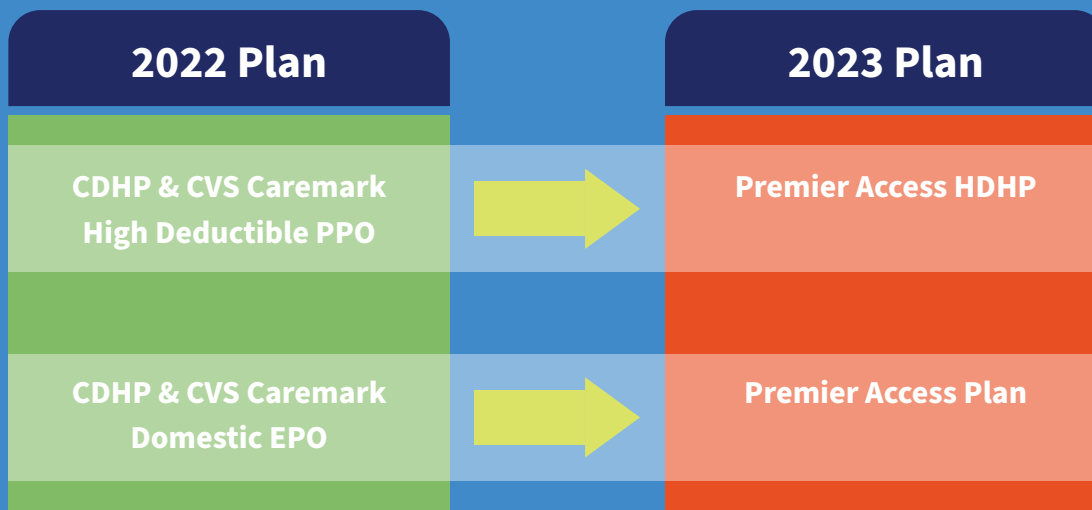 2022 Plan
2023 Plan
CDHP & CVS Caremark
High Deductible PPO
Premier Access HDHP
CDHP & CVS Caremark
Domestic EPO
Premier Access Plan